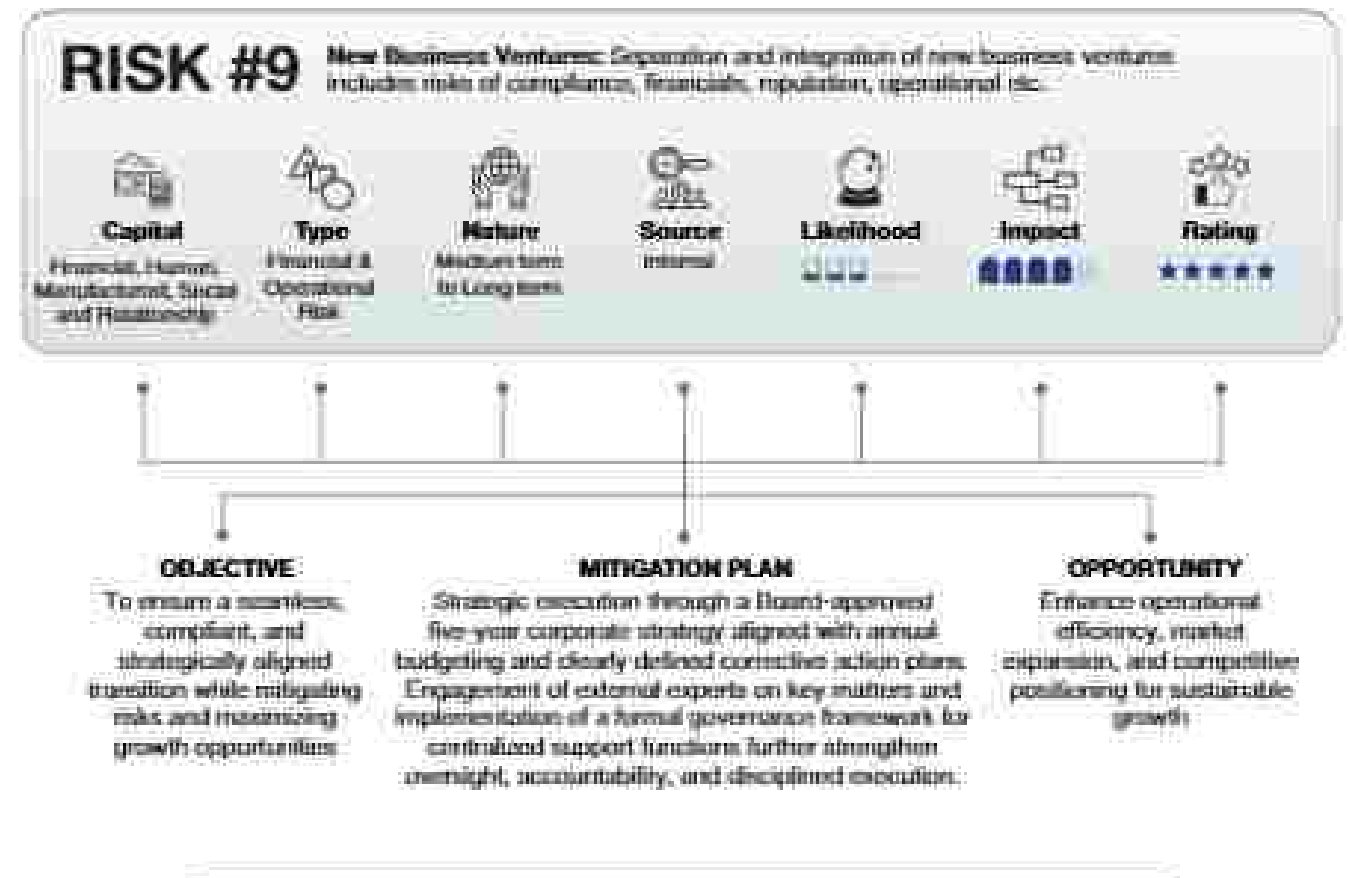 RISK #9
New Business Ventures: Separation and integration of new business ventures
includes risks of compliance, financials, reputation, operational etc.
Capital
Financial, Human,
Manufactured, Social
and Relationship
Type
Financial &
Operational
Risk
Nature
Medium term
to Long term
Source
Internal
Likelihood
Impact
Rating
OBJECTIVE
To ensure a seamless,
compliant, and
strategically aligned
transition while mitigating
risks and maximizing
growth opportunities
MITIGATION PLAN
Strategic execution through a Board-approved
five-year corporate strategy aligned with annual
budgeting and clearly defined corrective action plans.
Engagement of external experts on key matters and
implementation of a formal governance framework for
centralized support functions further strengthen
oversight, accountability, and disciplined execution.
OPPORTUNITY
Enhance operational
efficiency, market
expansion, and competitive
positioning for sustainable
growth